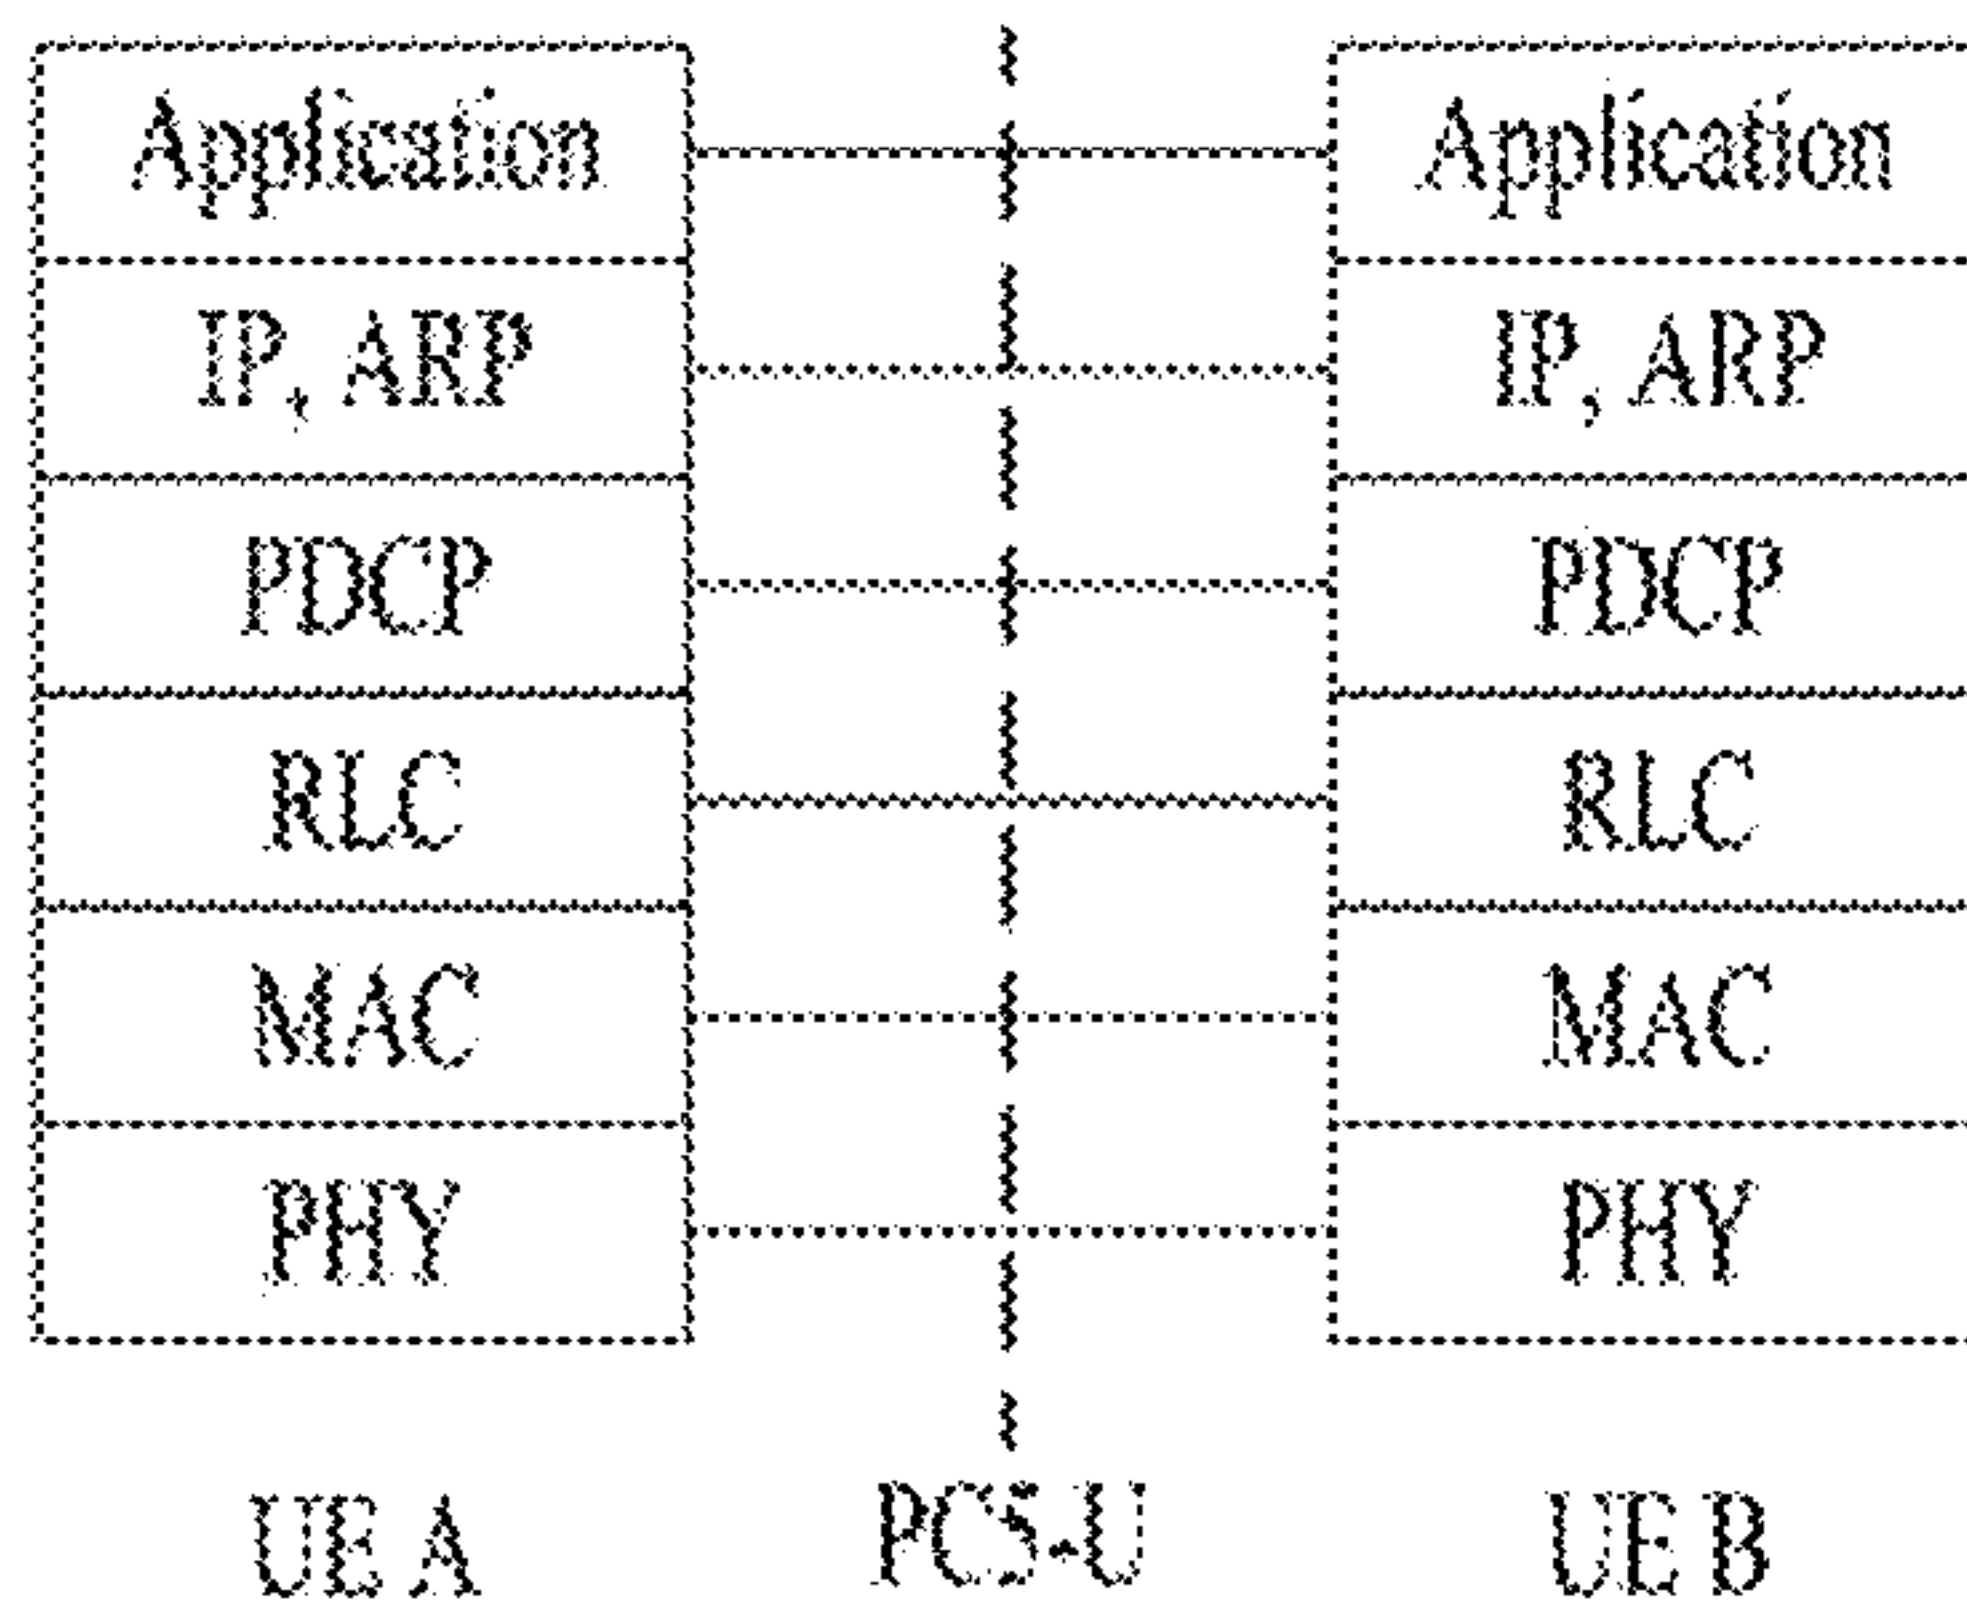 Application Application
IP, ARP IP, ARP
PDCP PDCP
RLC RLC
MAC MAC
PHY PHY
UE A PC5-U UE B